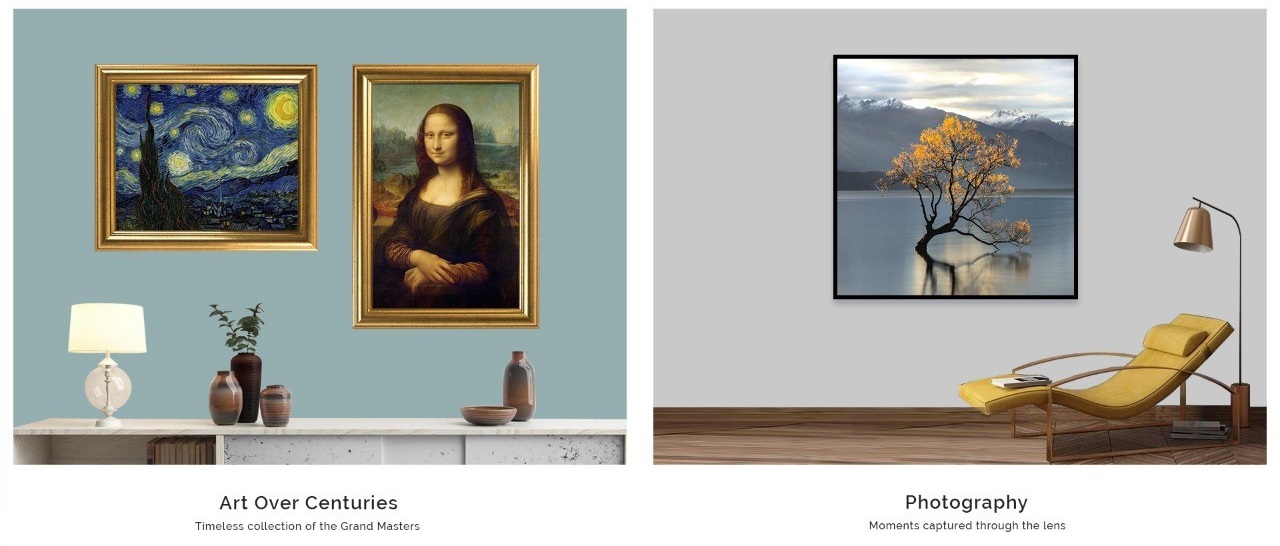 Art Over Centuries
Timeless collection of the Grand Masters
Photography
Moments captured through the lens